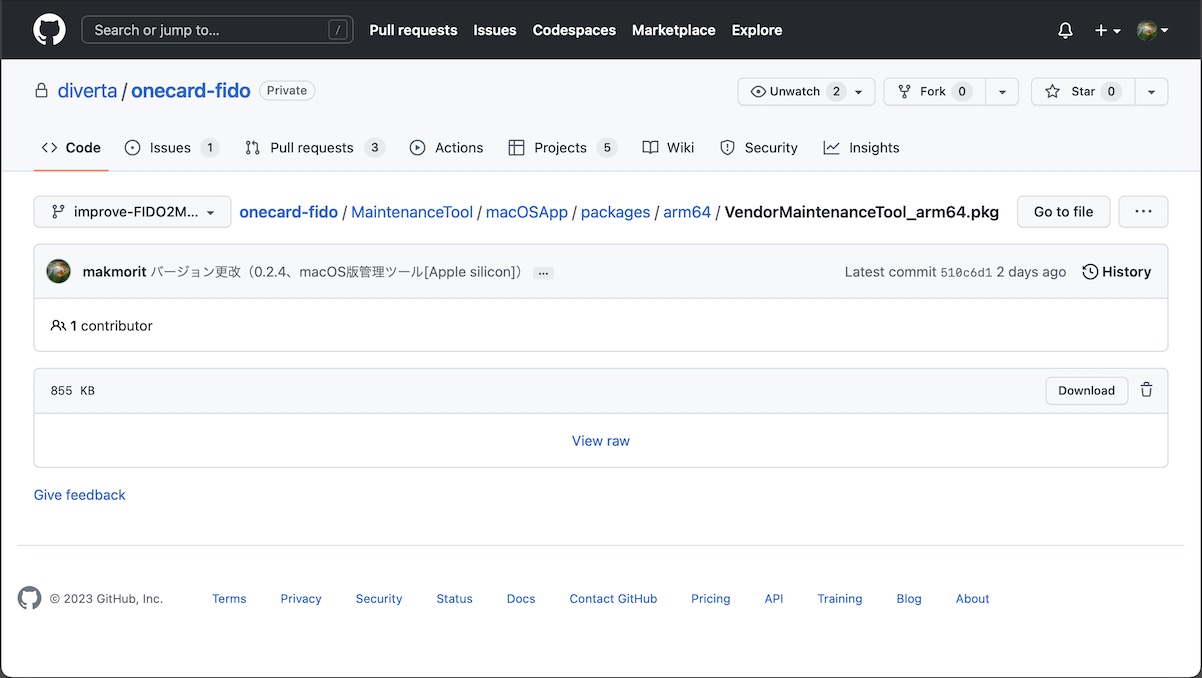 Search or jump to... / Pull requests Issues Codespaces Marketplace Explore
diverta / onecard-fido Private Unwatch 2 Fork 0 Star 0
Code Issues 1 Pull requests 3 Actions Projects 5 Wiki Security Insights
improve-FIDO2M... onecard-fido / MaintenanceTool / macOSApp / packages / arm64 / VendorMaintenanceTool_arm64.pkg Go to file ...
makmorit バージョン更改（0.2.4、macOS版管理ツール[Apple silicon]） ... Latest commit 510c6d1 2 days ago History
1 contributor
855 KB Download
View raw
Give feedback
© 2023 GitHub, Inc. Terms Privacy Security Status Docs Contact GitHub Pricing API Training Blog About